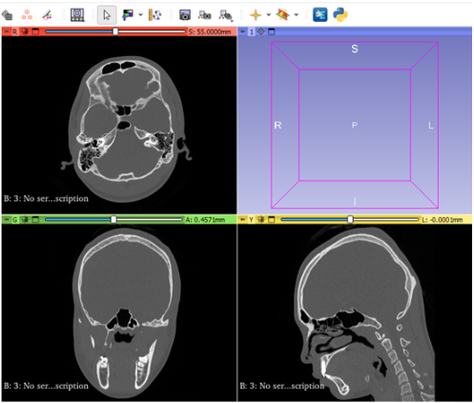 R
S: 55.0000mm
1
B: 3: No ser...scription
S
R
P
L
I
G
A: 0.4571mm
Y
L: -0.0001mm
B: 3: No ser...scription
B: 3: No ser...scription